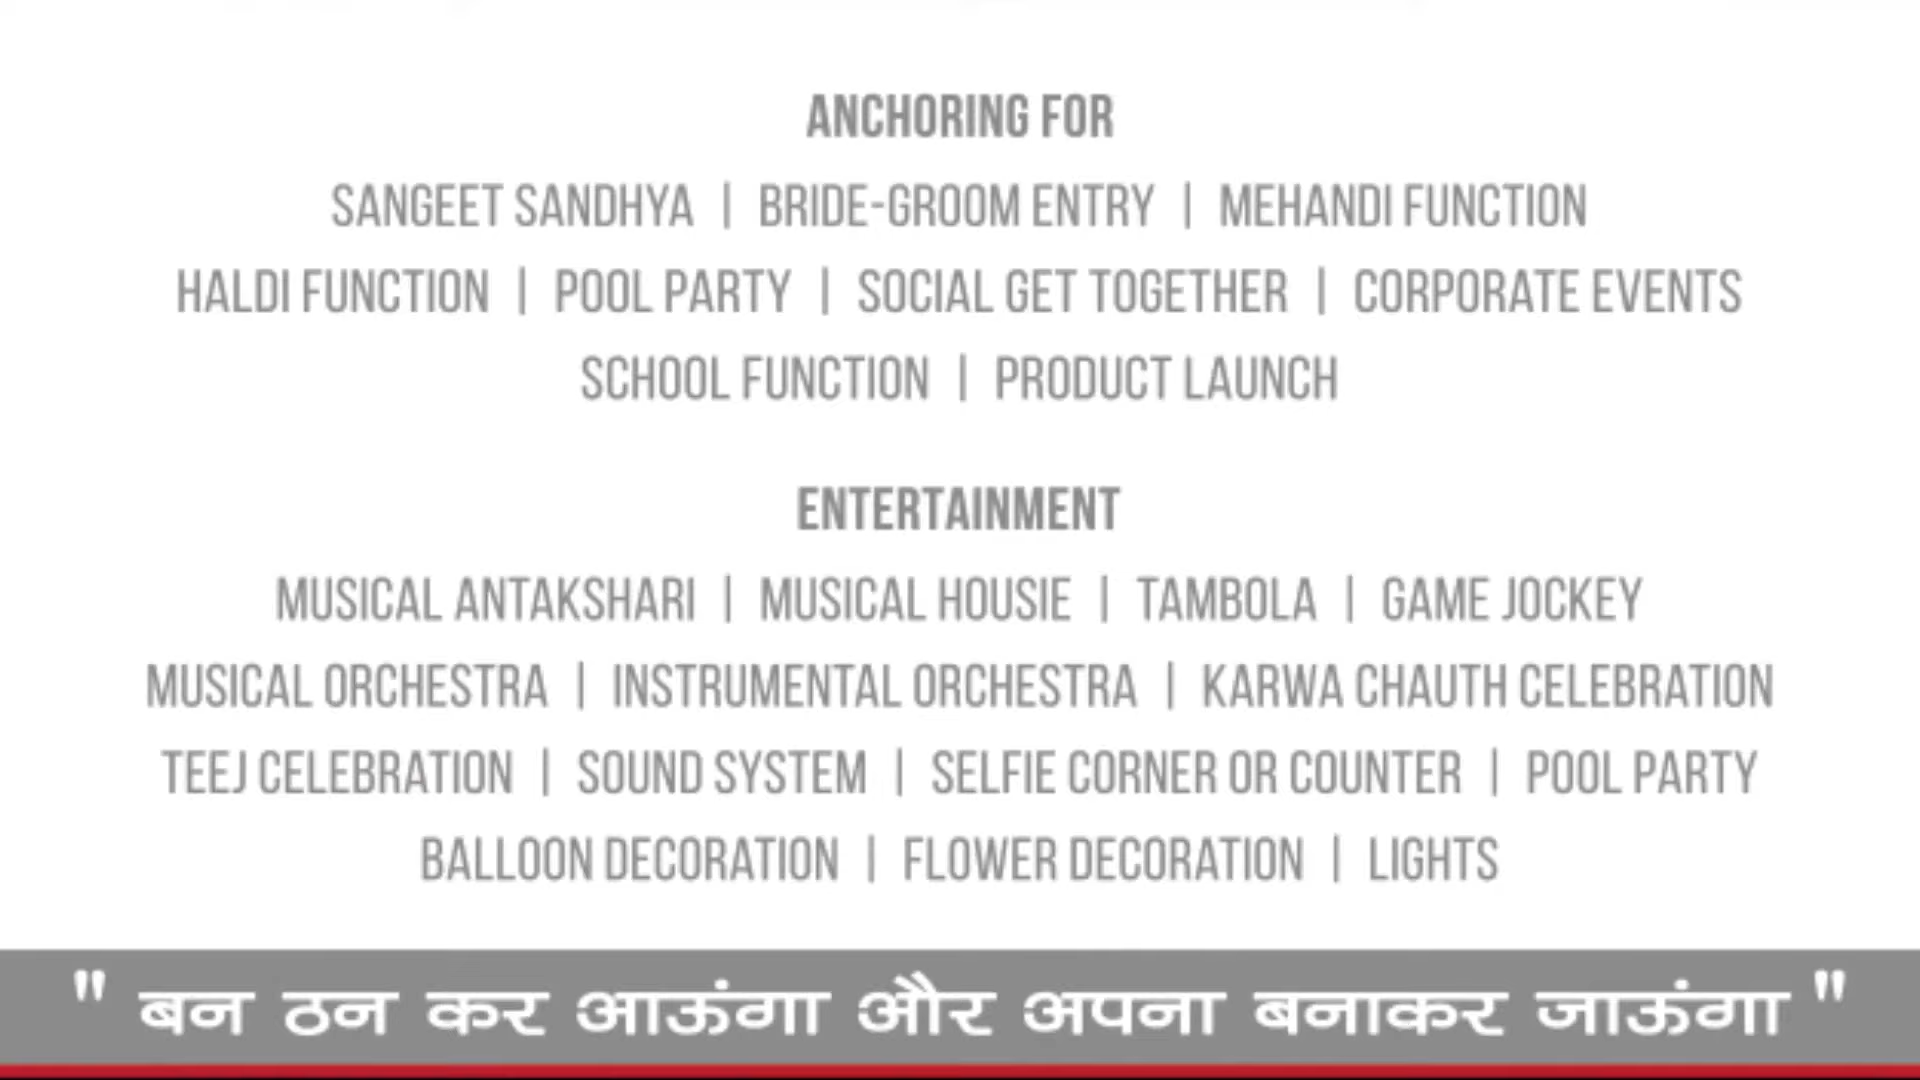 ANCHORING FOR
SANGEET SANDHYA | BRIDE-GROOM ENTRY | MEHANDI FUNCTION
HALDI FUNCTION | POOL PARTY | SOCIAL GET TOGETHER | CORPORATE EVENTS
SCHOOL FUNCTION | PRODUCT LAUNCH
ENTERTAINMENT
MUSICAL ANTAKSHARI | MUSICAL HOUSIE | TAMBOLA | GAME JOCKEY
MUSICAL ORCHESTRA | INSTRUMENTAL ORCHESTRA | KARWA CHAUTH CELEBRATION
TEEJ CELEBRATION | SOUND SYSTEM | SELFIE CORNER OR COUNTER | POOL PARTY
BALLOON DECORATION | FLOWER DECORATION | LIGHTS
" बन ठन कर आऊंगा और अपना बनाकर जाऊंगा "